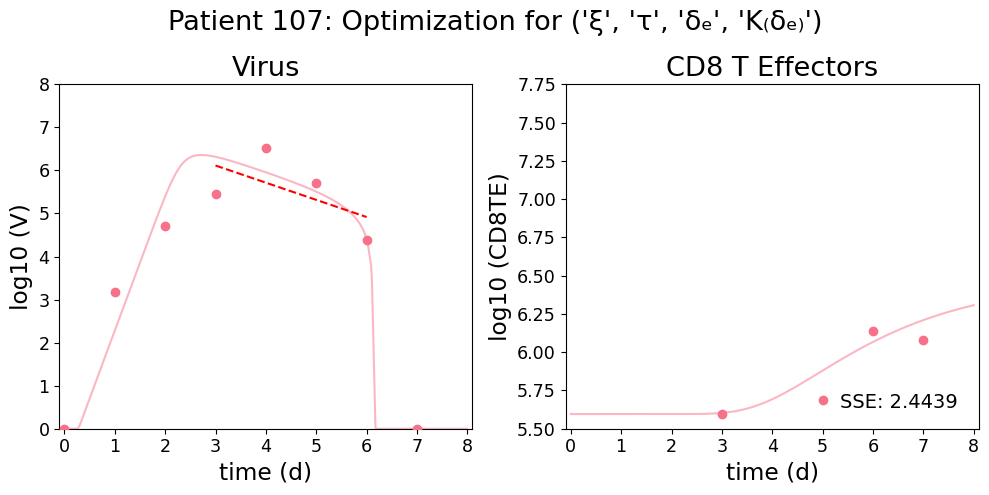 Patient 107: Optimization for ('ξ', 'τ', 'δₑ', 'K₍δₑ₎')
Virus
CD8 T Effectors
log10 (V)
8
7
6
5
4
3
2
1
0
0 1 2 3 4 5 6 7 8
time (d)
log10 (CD8TE)
7.75
7.50
7.25
7.00
6.75
6.50
6.25
6.00
5.75
5.50
SSE: 2.4439
0 1 2 3 4 5 6 7 8
time (d)